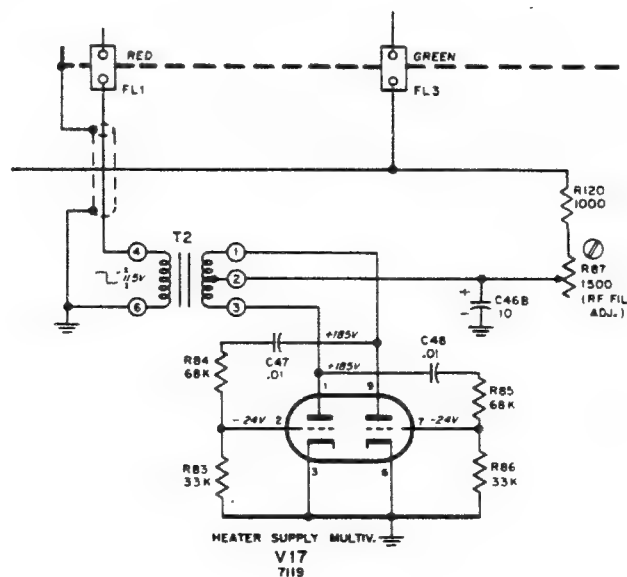 RED
GREEN
FL1
FL3
R120
1000
T2
4
1
R87
1500
(RF FIL
ADJ.)
2
115V
6
3
+
-
C46B
10
+185V
C47
.01
+185V
C48
.01
R84
68K
R85
68K
1
9
-24V
2
7
-24V
R83
33K
3
6
R86
33K
HEATER SUPPLY MULTIV.
V17
7119